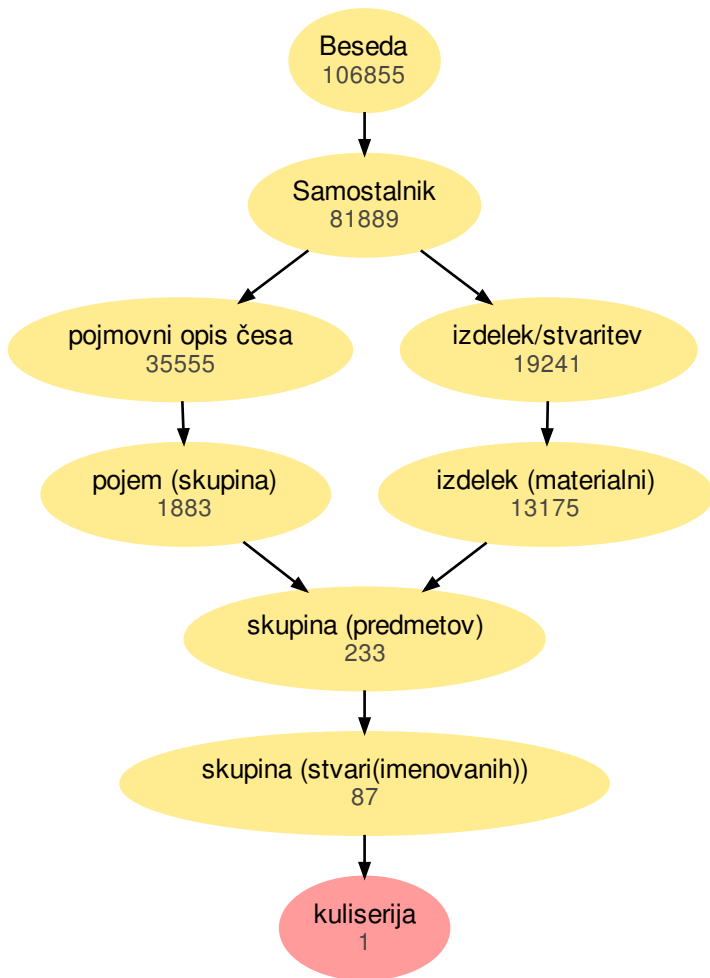 Beseda
106855
Samostalnik
81889
pojmovni opis česa
35555
izdelek/stvaritev
19241
pojem (skupina)
1883
izdelek (materialni)
13175
skupina (predmetov)
233
skupina (stvari(imenovanih))
87
kuliserija
1